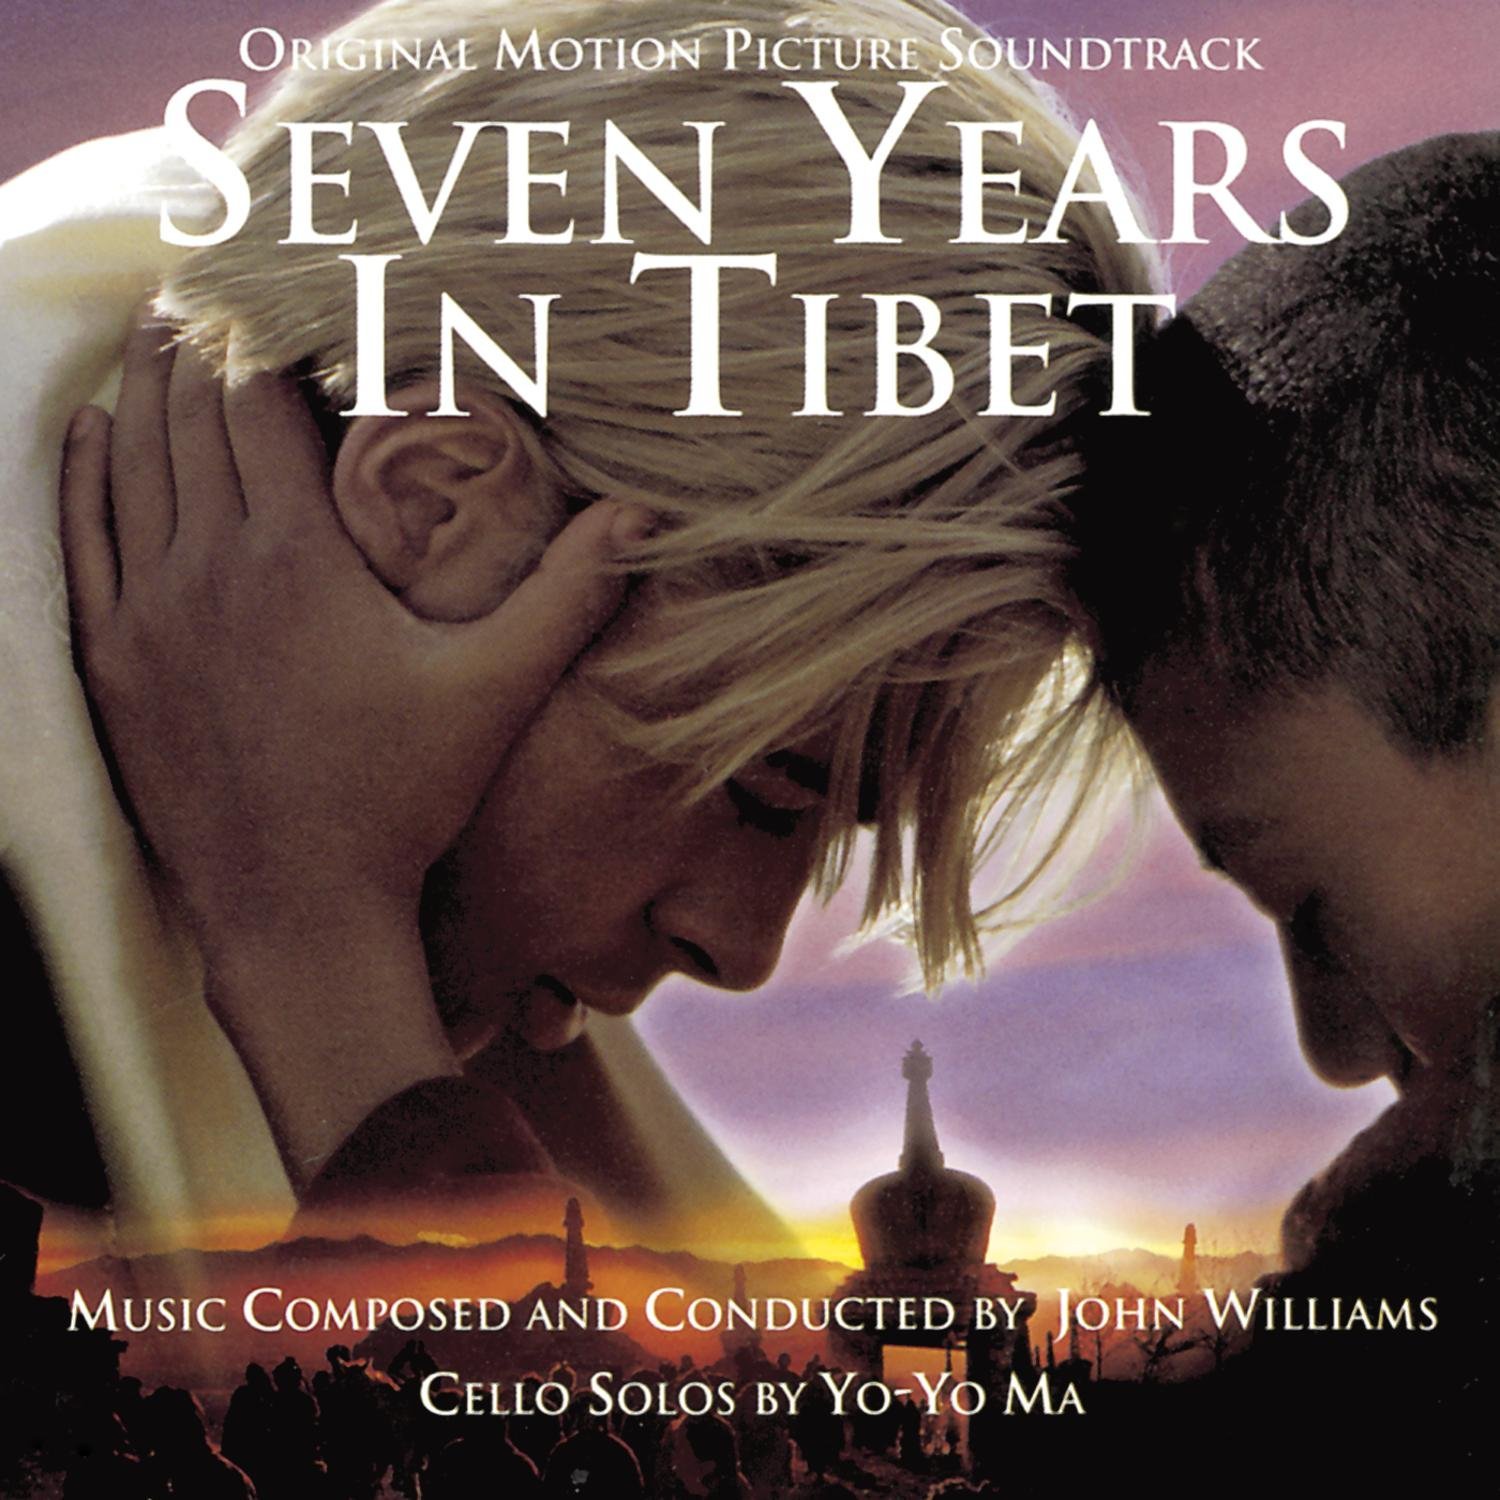 Original Motion Picture Soundtrack
Seven Years
In Tibet
Music Composed and Conducted by John Williams
Cello Solos by Yo-Yo Ma